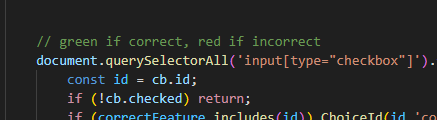 // green if correct, red if incorrect
document.querySelectorAll('input[type="checkbox"]').
const id = cb.id;
if (!cb.checked) return;
if (correctFeature.includes(id)) ChoiceId(id,'co